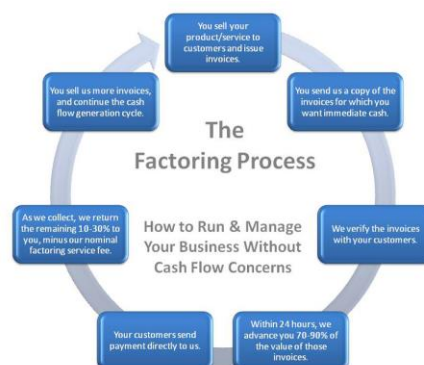 You sell your
product/service to
customers and issue
invoices.
You send us a copy of the
invoices for which you
want immediate cash.
We verify the invoices
with your customers.
Within 24 hours, we
advance you 70-90% of
the value of those
invoices.
Your customers send
payment directly to us.
As we collect, we return
the remaining 10-30% to
you, minus our nominal
factoring service fee.
You sell us more invoices,
and continue the cash
flow generation cycle.
The
Factoring Process
How to Run & Manage
Your Business Without
Cash Flow Concerns